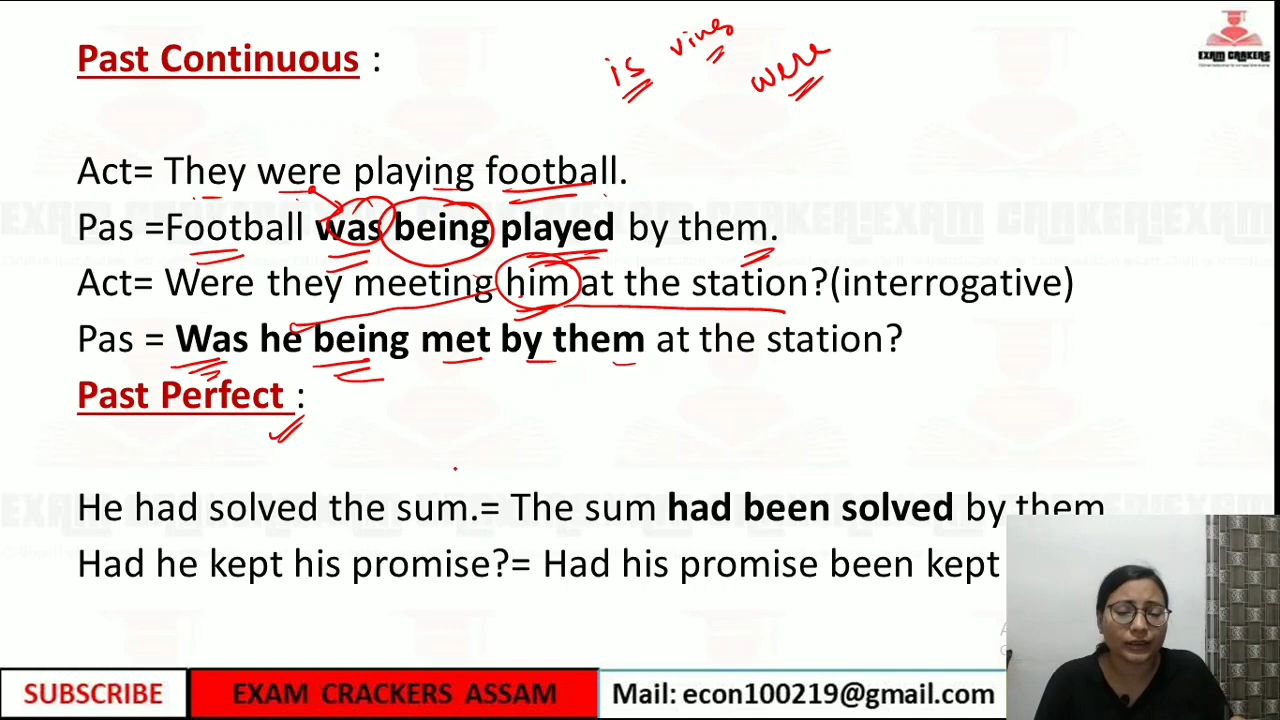 Past Continuous :
is vines were
EXAM CRAKERS
Act= They were playing football.
Pas =Football was being played by them.
Act= Were they meeting him at the station?(interrogative)
Pas = Was he being met by them at the station?
Past Perfect :
He had solved the sum.= The sum had been solved by them
Had he kept his promise?= Had his promise been kept
SUBSCRIBE EXAM CRACKERS ASSAM Mail: econ100219@gmail.com